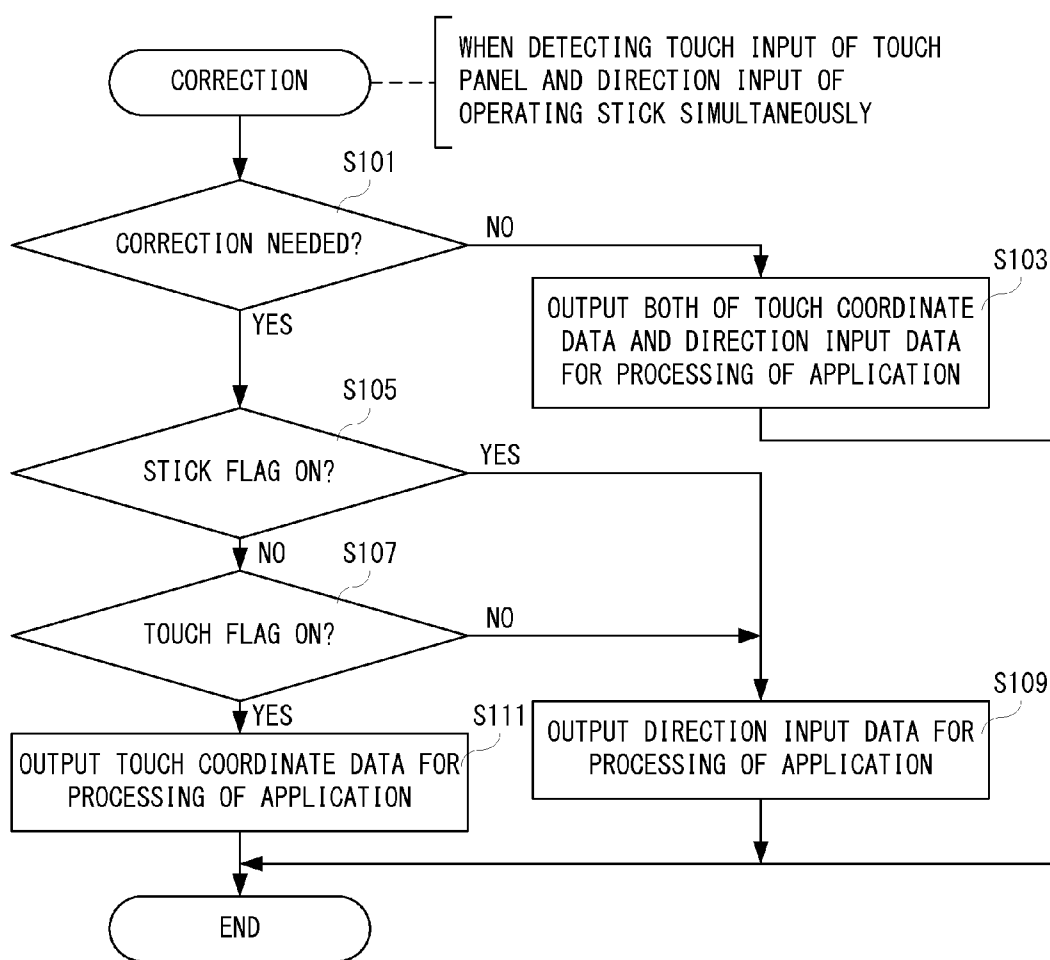 CORRECTION
WHEN DETECTING TOUCH INPUT OF TOUCH
PANEL AND DIRECTION INPUT OF
OPERATING STICK SIMULTANEOUSLY
S101
CORRECTION NEEDED?
NO
YES
S103
OUTPUT BOTH OF TOUCH COORDINATE
DATA AND DIRECTION INPUT DATA
FOR PROCESSING OF APPLICATION
S105
STICK FLAG ON?
YES
NO
S107
TOUCH FLAG ON?
NO
YES
S111
OUTPUT TOUCH COORDINATE DATA FOR
PROCESSING OF APPLICATION
S109
OUTPUT DIRECTION INPUT DATA FOR
PROCESSING OF APPLICATION
END